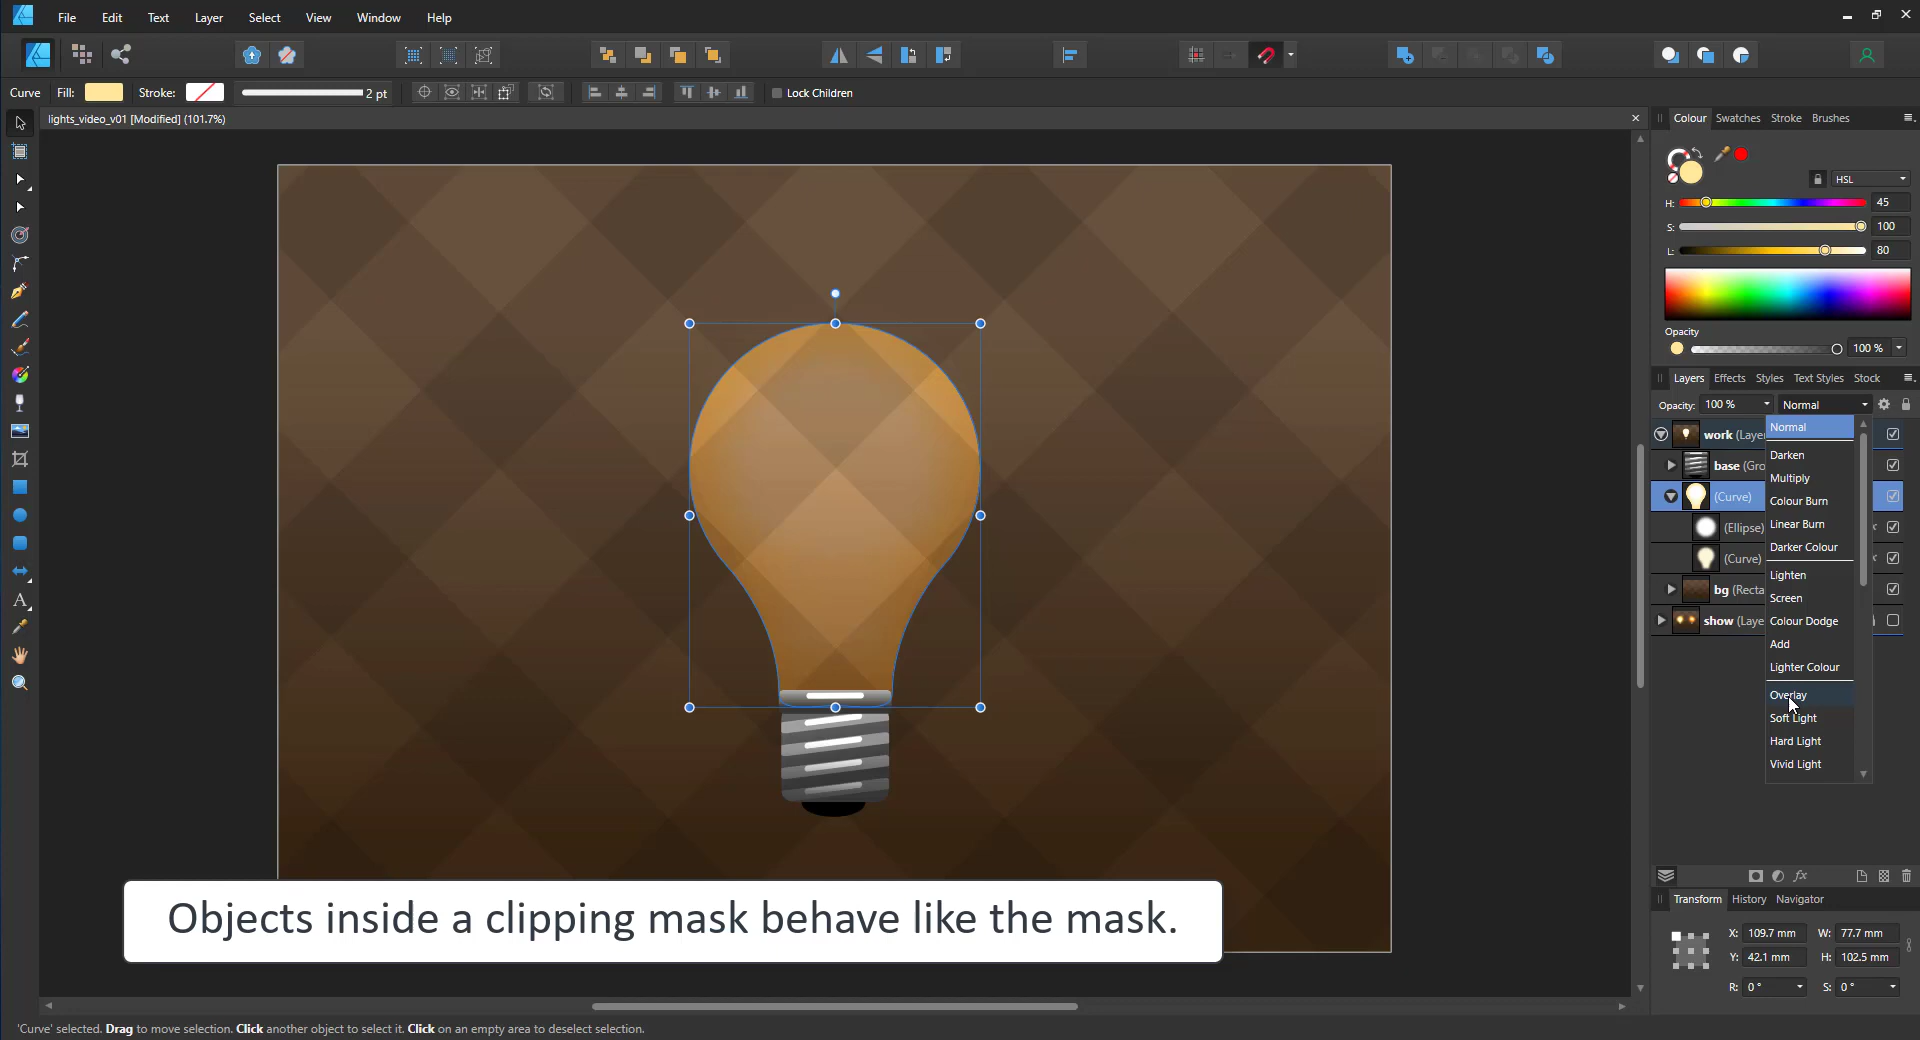 File Edit Text Layer Select View Window Help
Curve Fill: Stroke: 2 pt Lock Children
lights_video_v01 [Modified] (101.7%)
Colour Swatches Stroke Brushes
HSL
H: 45
S: 100
L: 80
Opacity
100 %
Layers Effects Styles Text Styles Stock
Opacity: 100 % Normal
Normal
work (Laye
Darken
base (Gro
Multiply
(Curve)
Colour Burn
Linear Burn
(Ellipse)
Darker Colour
(Curve)
Lighten
bg (Recta
Screen
show (Laye
Colour Dodge
Add
Lighter Colour
Overlay
Soft Light
Hard Light
Vivid Light
fx
Transform History Navigator
X: 109.7 mm W: 77.7 mm
Y: 42.1 mm H: 102.5 mm
R: 0 ° S: 0 °
Objects inside a clipping mask behave like the mask.
'Curve' selected. Drag to move selection. Click another object to select it. Click on an empty area to deselect selection.